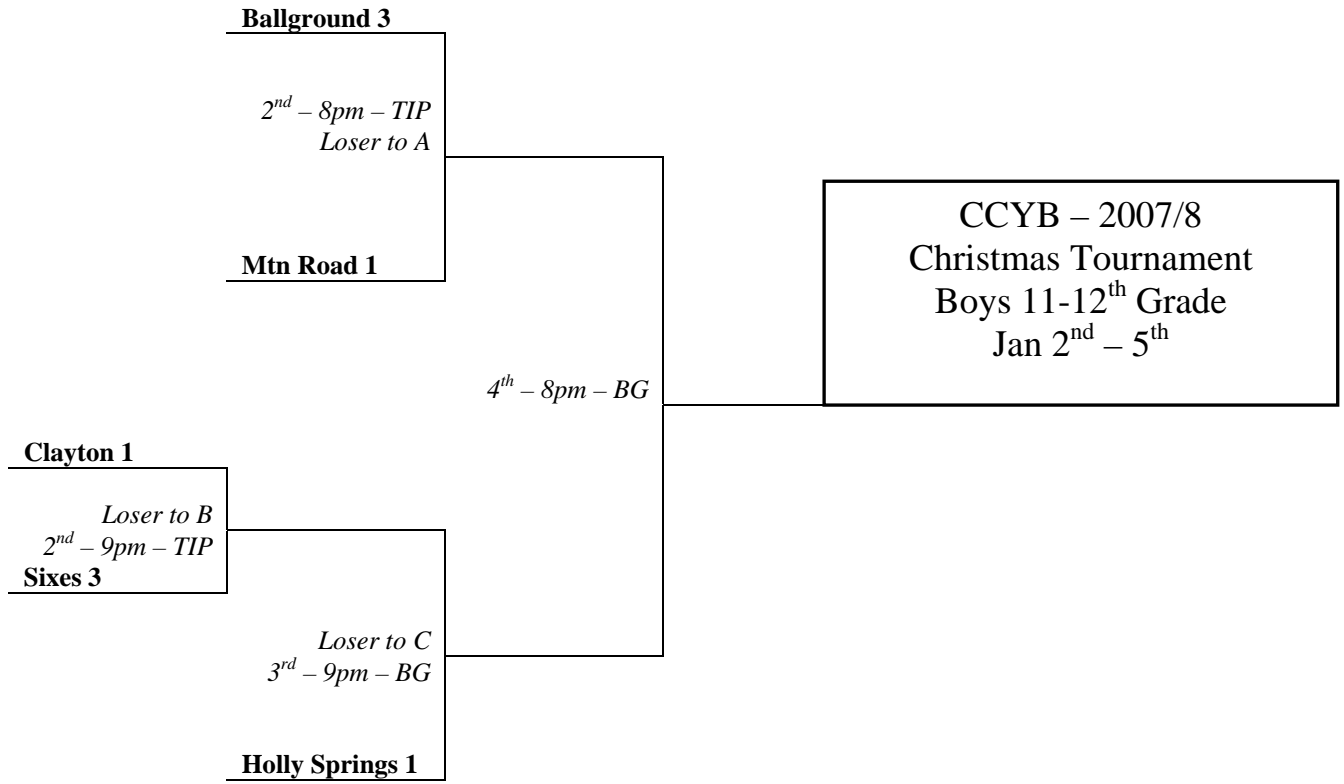 Ballground 3
2nd – 8pm – TIP
Loser to A
Mtn Road 1
CCYB – 2007/8
Christmas Tournament
Boys 11-12th Grade
Jan 2nd – 5th
4th – 8pm – BG
Clayton 1
Loser to B
2nd – 9pm – TIP
Sixes 3
Loser to C
3rd – 9pm – BG
Holly Springs 1